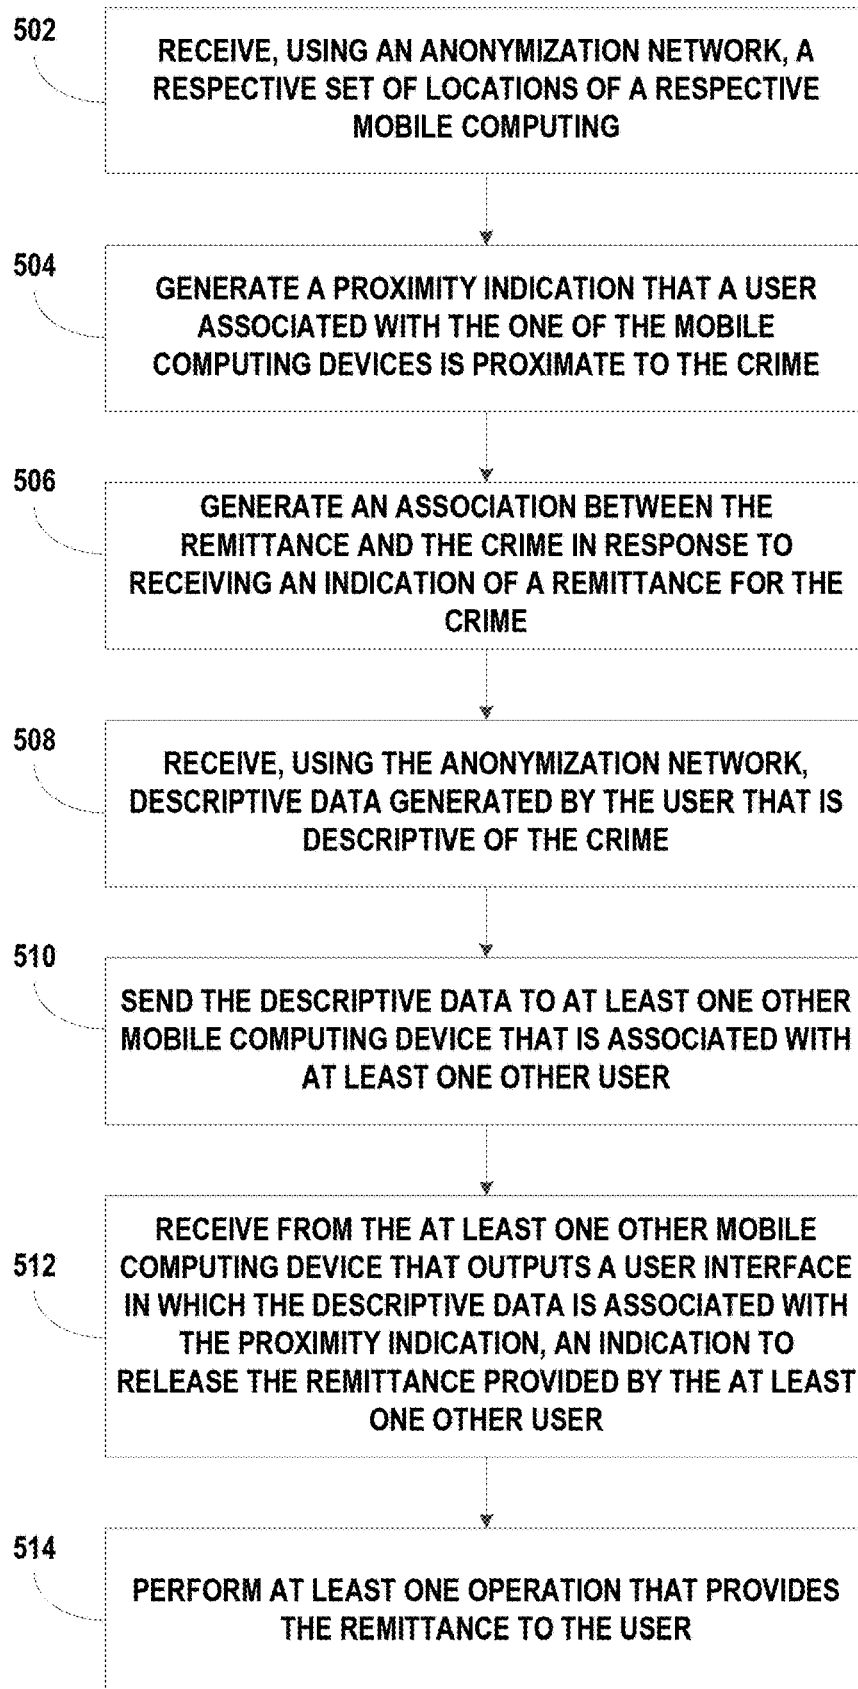 502
RECEIVE, USING AN ANONYMIZATION NETWORK, A
RESPECTIVE SET OF LOCATIONS OF A RESPECTIVE
MOBILE COMPUTING
504
GENERATE A PROXIMITY INDICATION THAT A USER
ASSOCIATED WITH THE ONE OF THE MOBILE
COMPUTING DEVICES IS PROXIMATE TO THE CRIME
506
GENERATE AN ASSOCIATION BETWEEN THE
REMITTANCE AND THE CRIME IN RESPONSE TO
RECEIVING AN INDICATION OF A REMITTANCE FOR THE
CRIME
508
RECEIVE, USING THE ANONYMIZATION NETWORK,
DESCRIPTIVE DATA GENERATED BY THE USER THAT IS
DESCRIPTIVE OF THE CRIME
510
SEND THE DESCRIPTIVE DATA TO AT LEAST ONE OTHER
MOBILE COMPUTING DEVICE THAT IS ASSOCIATED WITH
AT LEAST ONE OTHER USER
512
RECEIVE FROM THE AT LEAST ONE OTHER MOBILE
COMPUTING DEVICE THAT OUTPUTS A USER INTERFACE
IN WHICH THE DESCRIPTIVE DATA IS ASSOCIATED WITH
THE PROXIMITY INDICATION, AN INDICATION TO
RELEASE THE REMITTANCE PROVIDED BY THE AT LEAST
ONE OTHER USER
514
PERFORM AT LEAST ONE OPERATION THAT PROVIDES
THE REMITTANCE TO THE USER